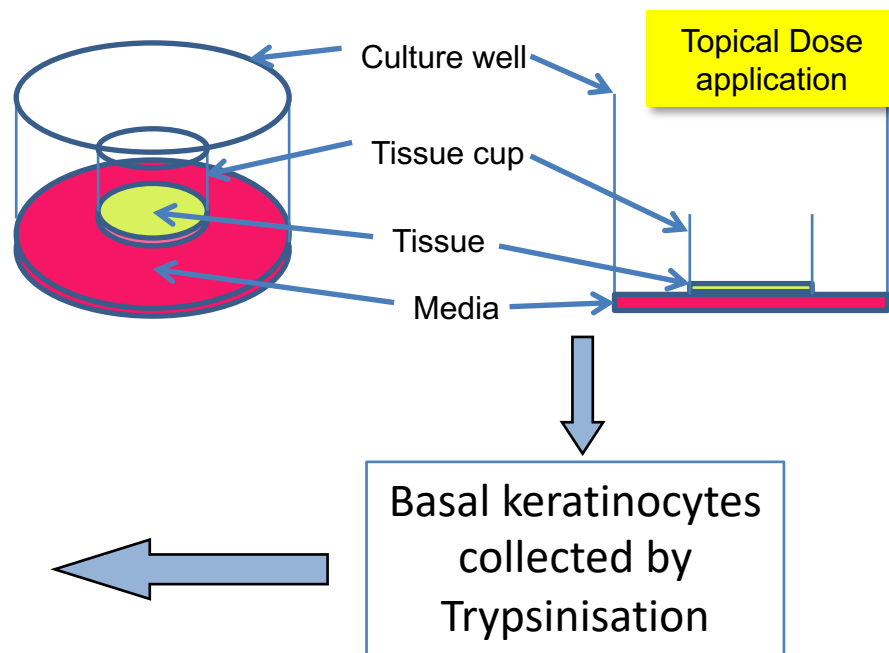 Culture well
Topical Dose
application
Tissue cup
Tissue
Media
Basal keratinocytes
collected by
Trypsinisation